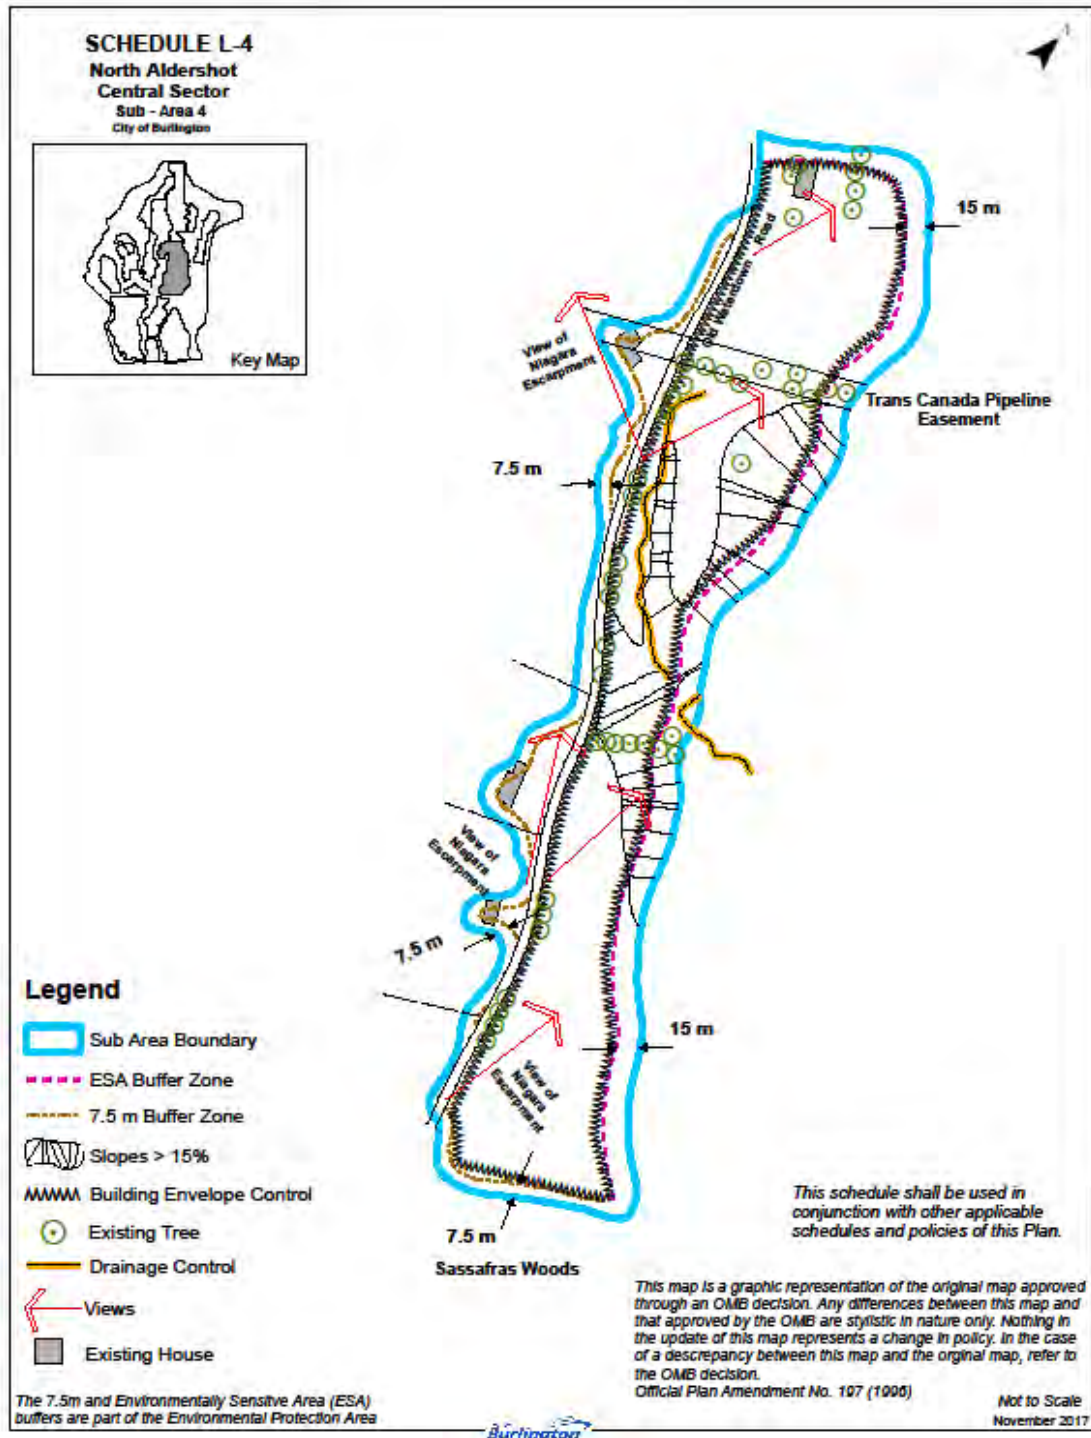 SCHEDULE L-4
North Aldershot
Central Sector
Sub - Area 4
City of Burlington
Key Map
15 m
Old Waterdown Road
View of
Niagara
Escarpment
Trans Canada Pipeline
Easement
7.5 m
View of
Niagara
Escarpment
7.5 m
15 m
View of
Niagara
Escarpment
7.5 m
Sassafras Woods
Legend
Sub Area Boundary
ESA Buffer Zone
7.5 m Buffer Zone
Slopes > 15%
Building Envelope Control
Existing Tree
Drainage Control
Views
Existing House
The 7.5m and Environmentally Sensitve Area (ESA)
buffers are part of the Environmental Protection Area
This schedule shall be used in
conjunction with other applicable
schedules and policies of this Plan.
This map is a graphic representation of the original map approved
through an OMB decision. Any differences between this map and
that approved by the OMB are stylistic in nature only. Nothing in
the update of this map represents a change in policy. In the case
of a descrepancy between this map and the orginal map, refer to
the OMB decision.
Official Plan Amendment No. 197 (1996)
Not to Scale
November 2017
Burlington